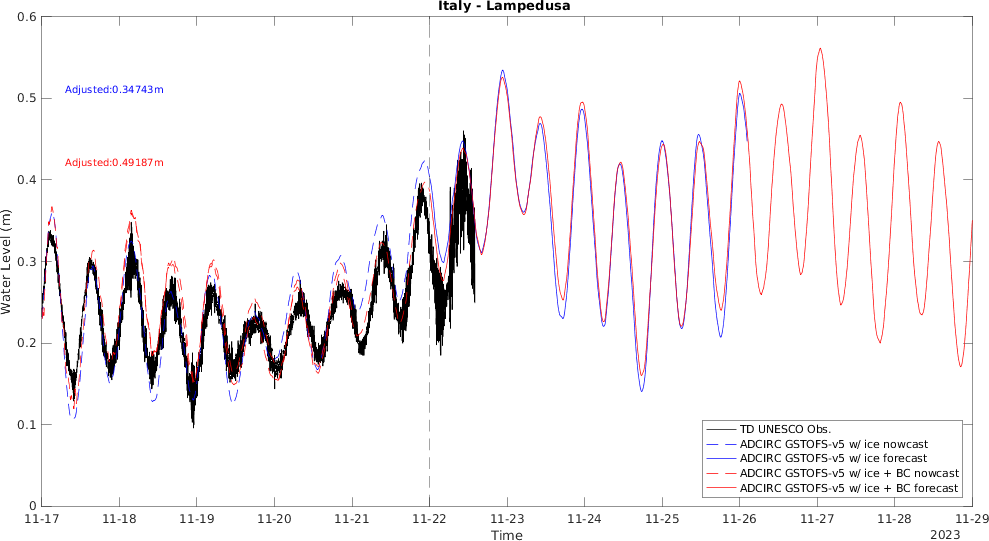 Italy - Lampedusa
Water Level (m)
0.6
0.5
0.4
0.3
0.2
0.1
0
Adjusted:0.34743m
Adjusted:0.49187m
TD UNESCO Obs.
ADCIRC GSTOFS-v5 w/ ice nowcast
ADCIRC GSTOFS-v5 w/ ice forecast
ADCIRC GSTOFS-v5 w/ ice + BC nowcast
ADCIRC GSTOFS-v5 w/ ice + BC forecast
11-17 11-18 11-19 11-20 11-21 11-22 11-23 11-24 11-25 11-26 11-27 11-28 11-29
Time
2023